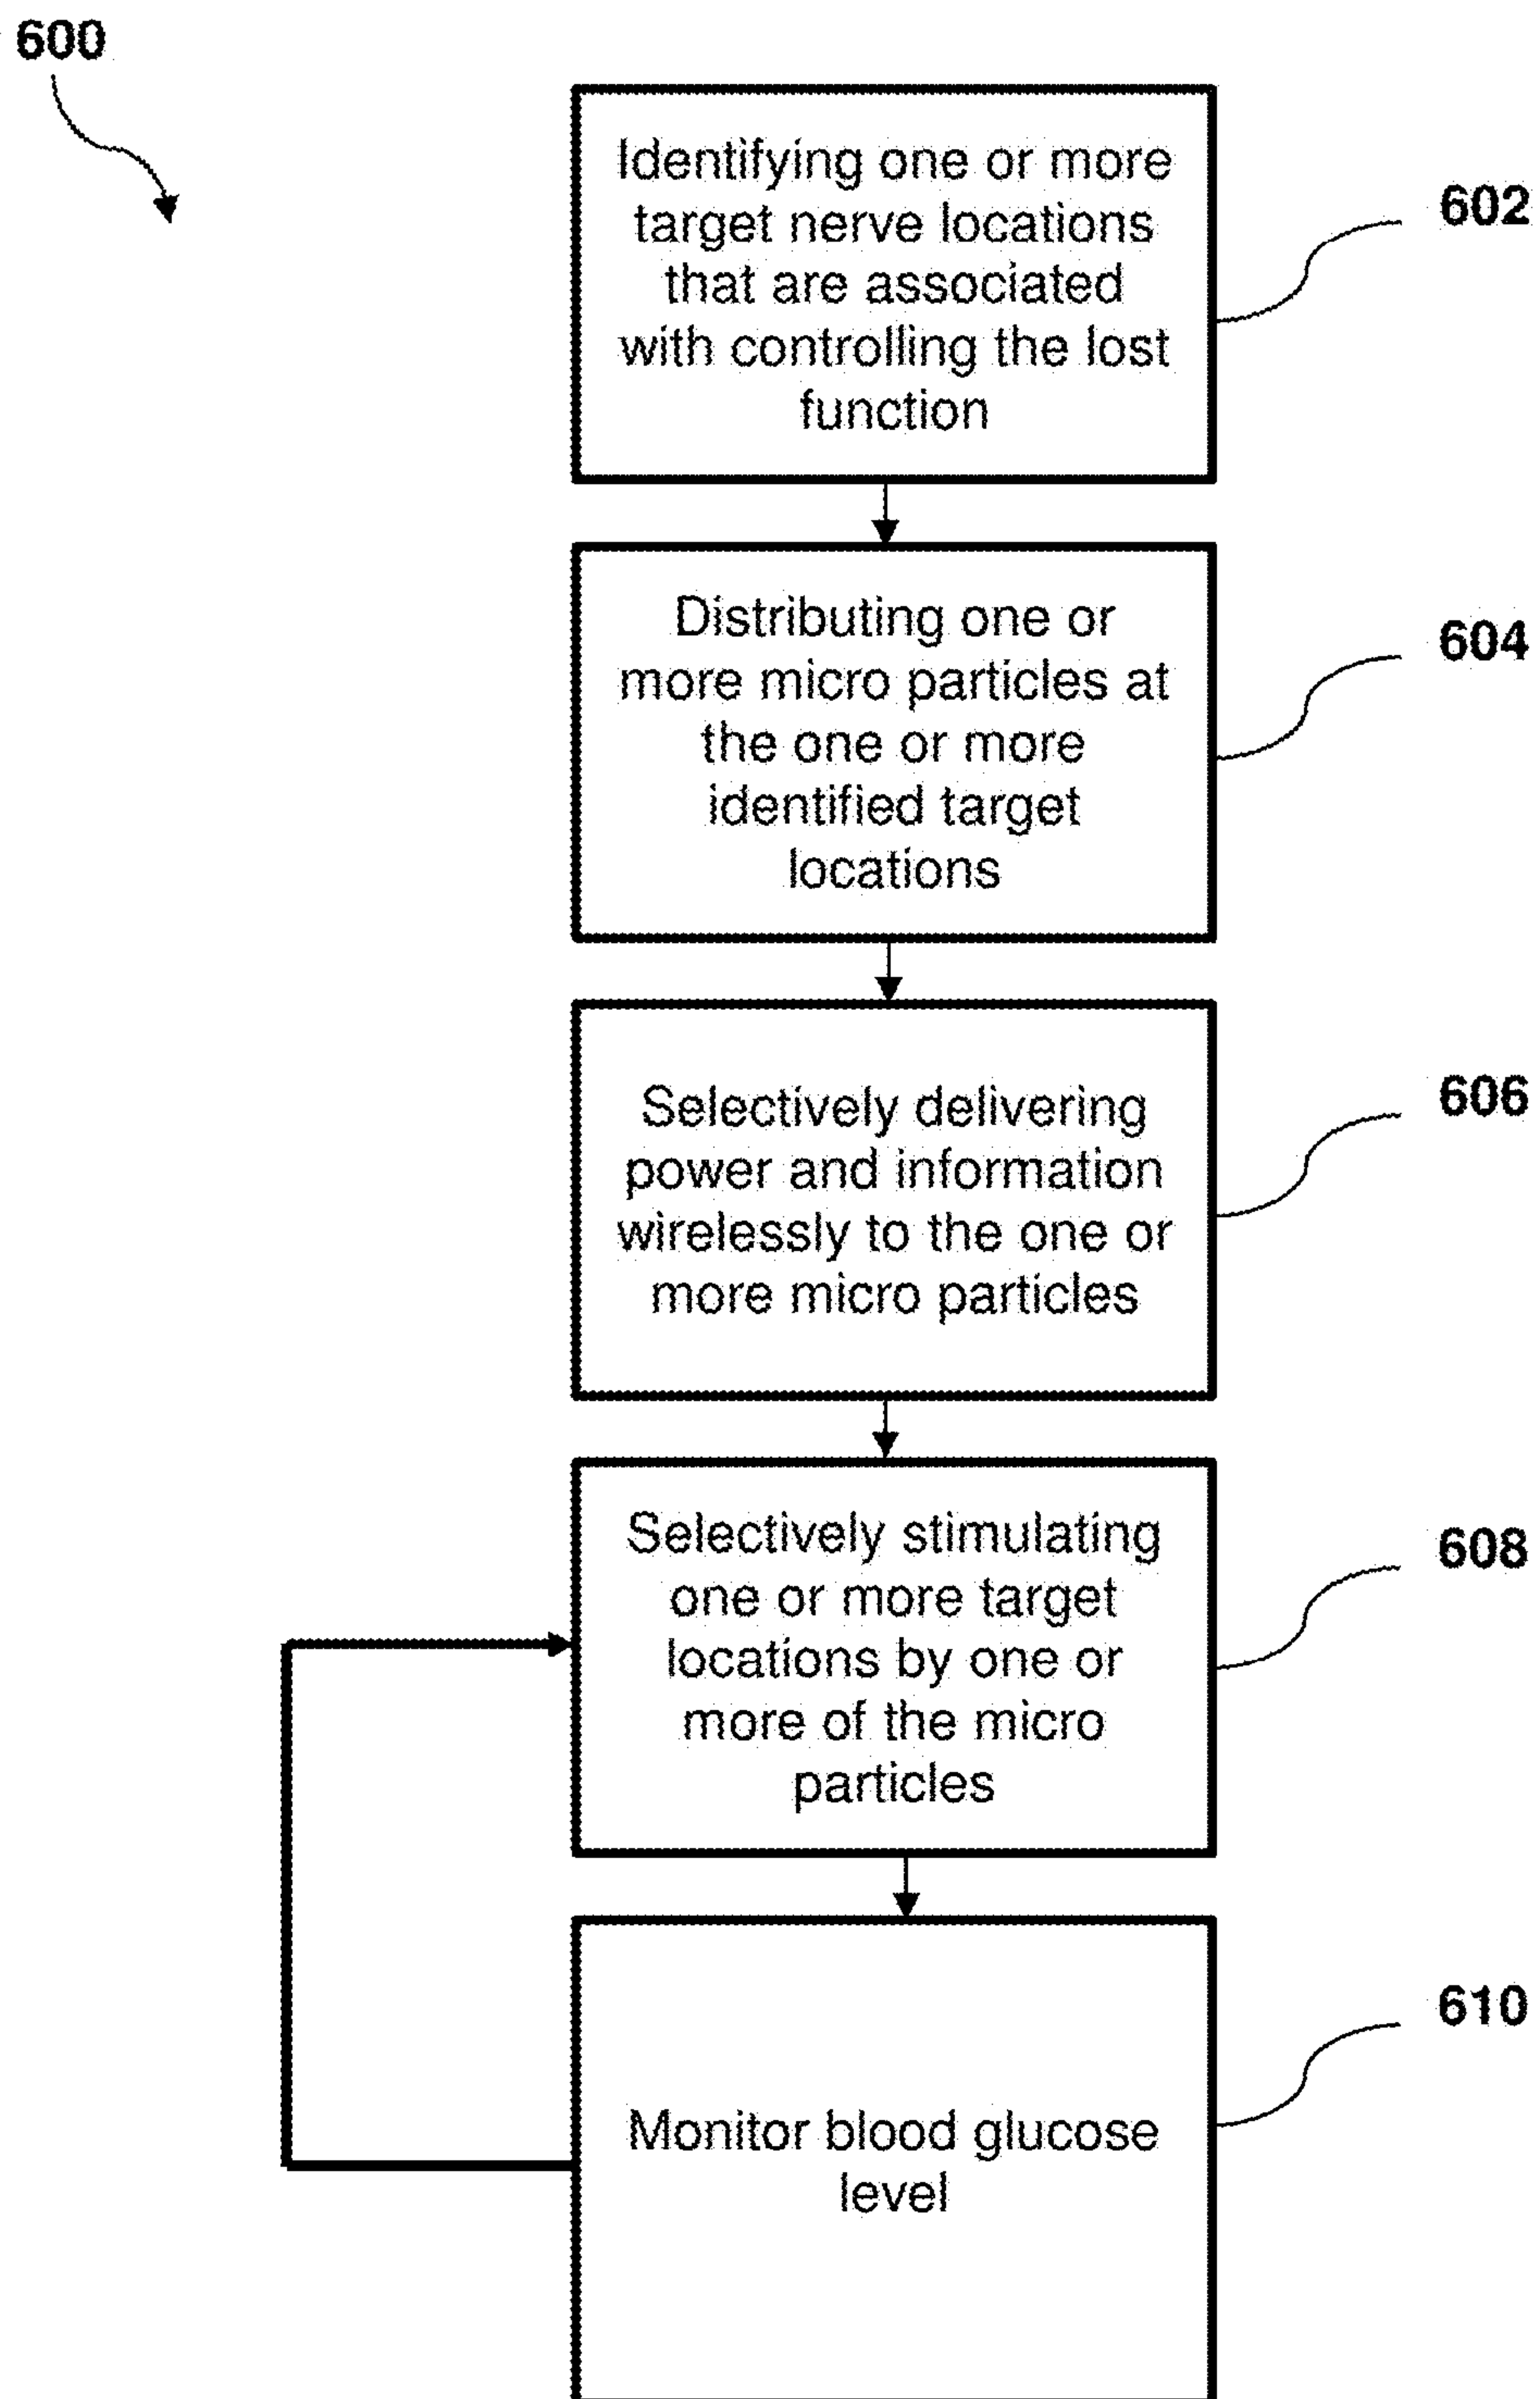 600
Identifying one or more
target nerve locations
that are associated
with controlling the lost
function
602
Distributing one or
more micro particles at
the one or more
identified target
locations
604
Selectively delivering
power and information
wirelessly to the one or
more micro particles
606
Selectively stimulating
one or more target
locations by one or
more of the micro
particles
608
Monitor blood glucose
level
610